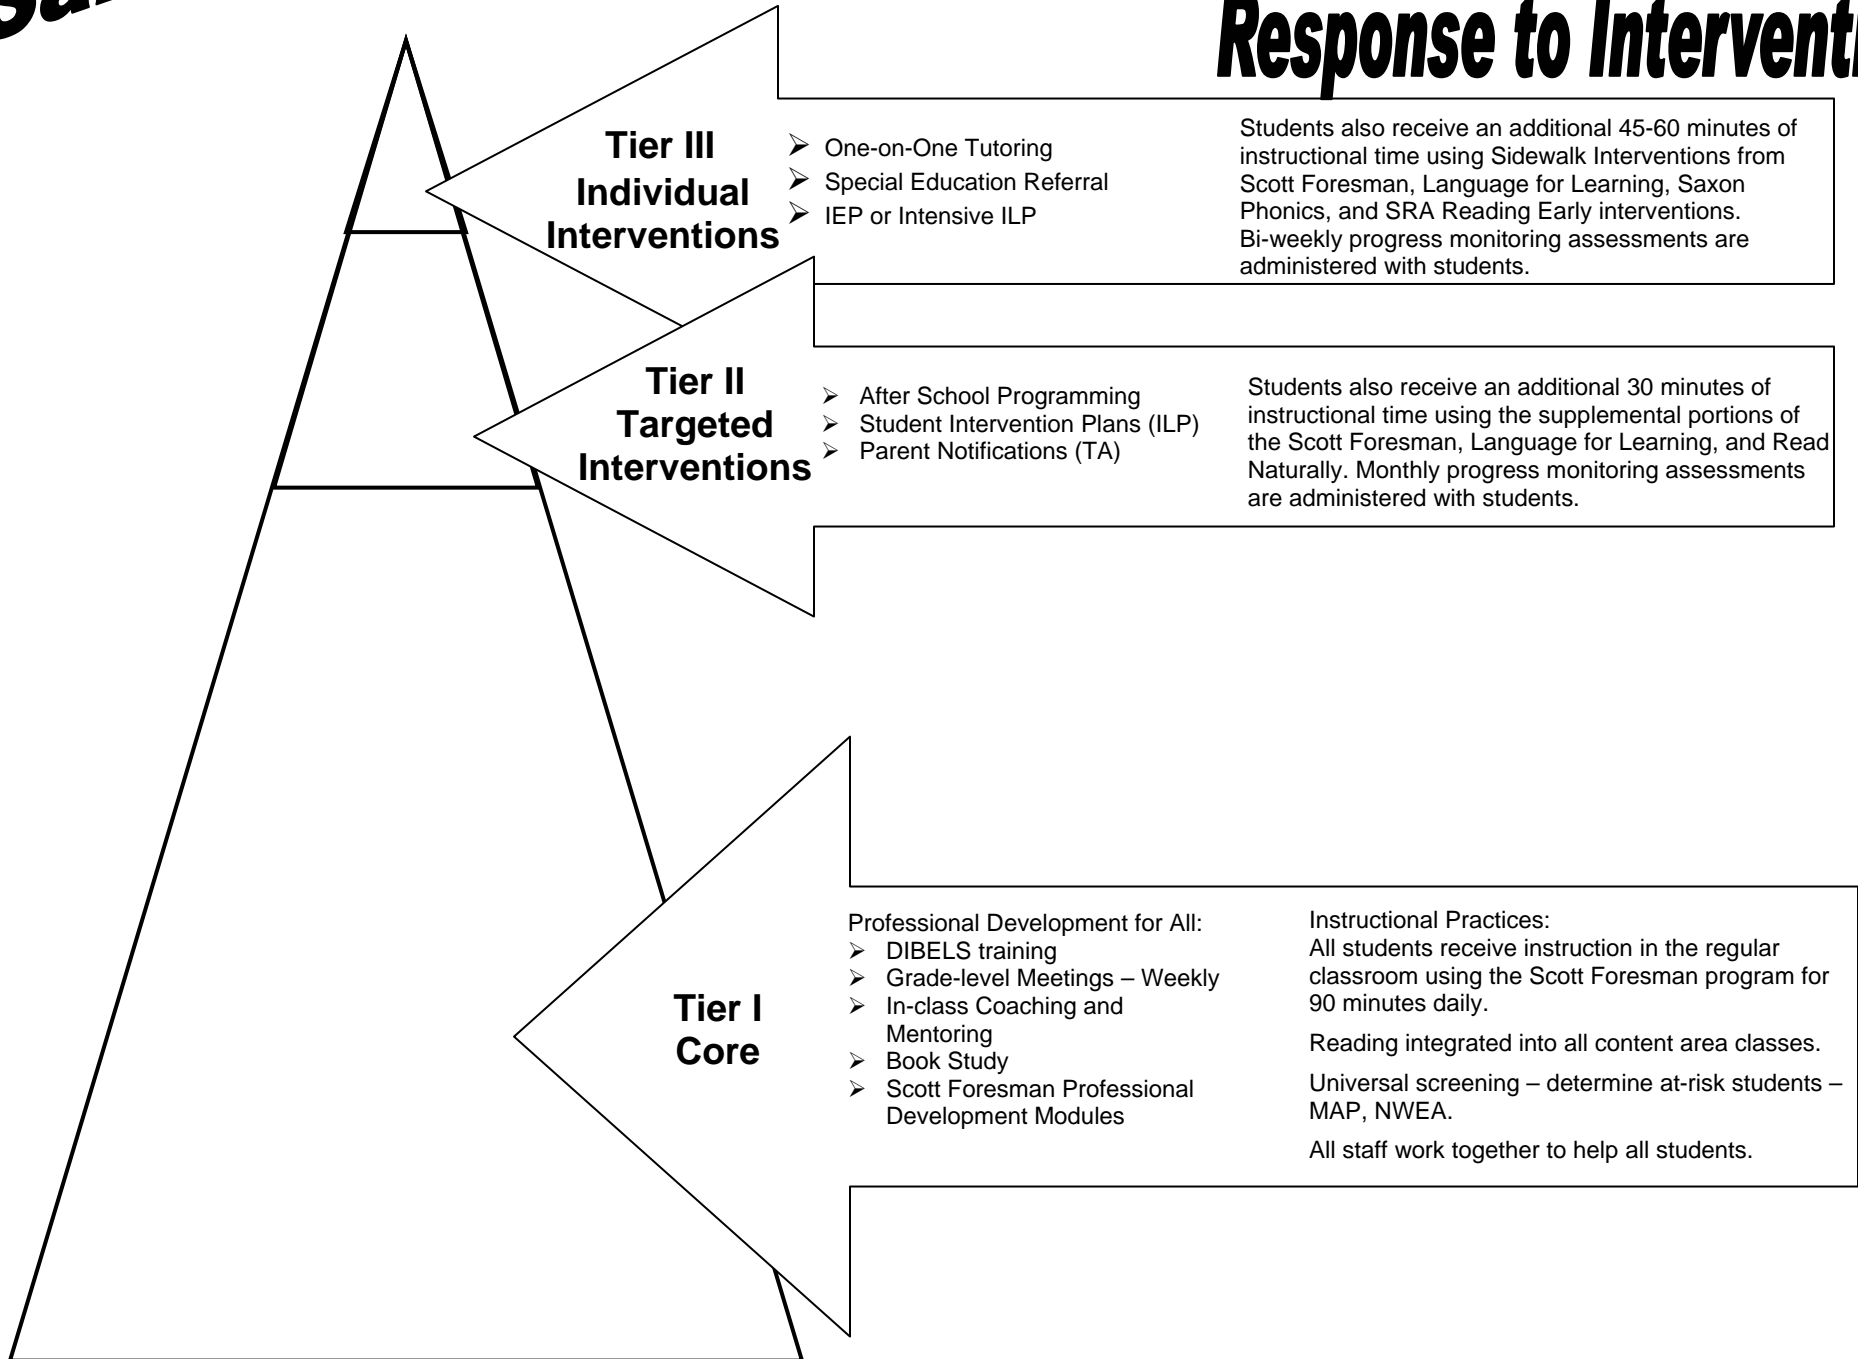 Response to
Tier III
Individual
Interventions
➢ One-on-One Tutoring
➢ Special Education Referral
➢ IEP or Intensive ILP
Students also receive an additional 45-60 minutes of
instructional time using Sidewalk Interventions from
Scott Foresman, Language for Learning, Saxon
Phonics, and SRA Reading Early interventions.
Bi-weekly progress monitoring assessments are
administered with students.
Tier II
Targeted
Interventions
➢ After School Programming
➢ Student Intervention Plans (ILP)
➢ Parent Notifications (TA)
Students also receive an additional 30 minutes of
instructional time using the supplemental portions of
the Scott Foresman, Language for Learning, and Read
Naturally. Monthly progress monitoring assessments
are administered with students.
Tier I
Core
Professional Development for All:
➢ DIBELS training
➢ Grade-level Meetings – Weekly
➢ In-class Coaching and
Mentoring
➢ Book Study
➢ Scott Foresman Professional
Development Modules
Instructional Practices:
All students receive instruction in the regular
classroom using the Scott Foresman program for
90 minutes daily.
Reading integrated into all content area classes.
Universal screening – determine at-risk students –
MAP, NWEA.
All staff work together to help all students.